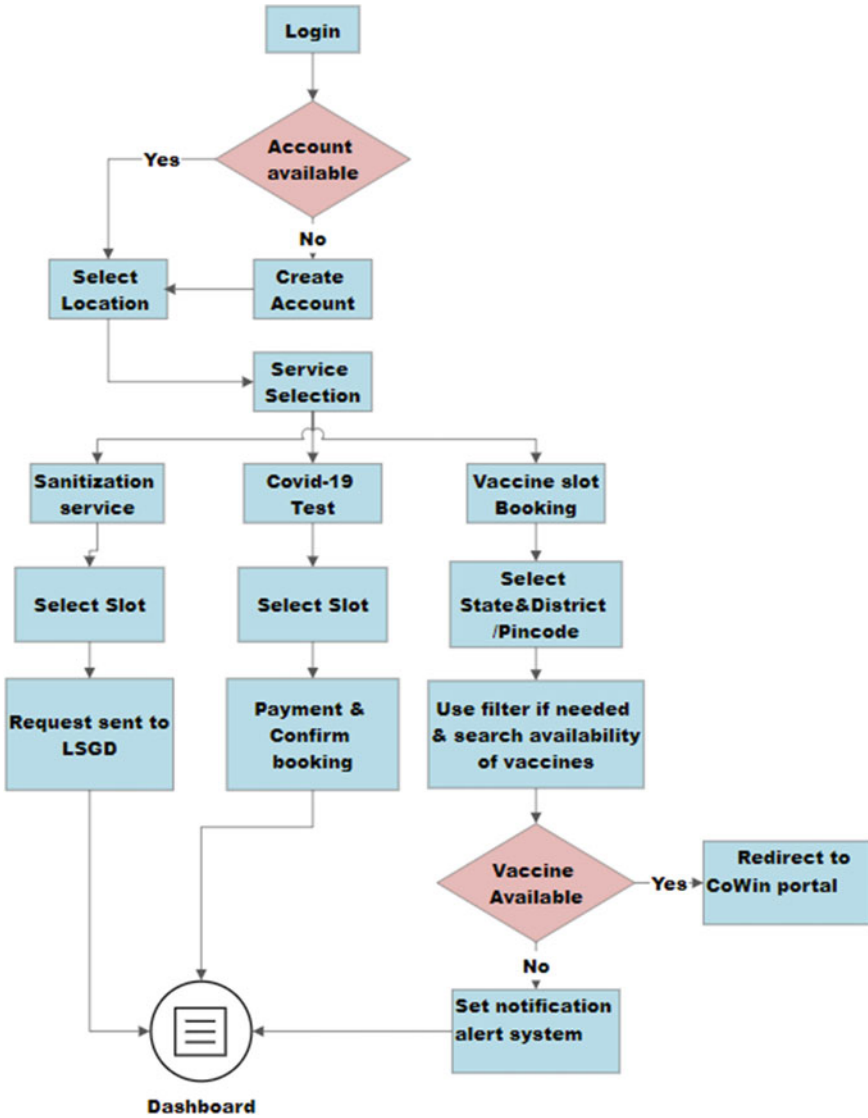 Login
Account
available
Yes
No
Select
Location
Create
Account
Service
Selection
Sanitization
service
Covid-19
Test
Vaccine slot
Booking
Select Slot
Select Slot
Select
State&District
/Pincode
Request sent to
LSGD
Payment &
Confirm
booking
Use filter if needed
& search availability
of vaccines
Vaccine
Available
Yes
Redirect to
CoWin portal
No
Set notification
alert system
Dashboard